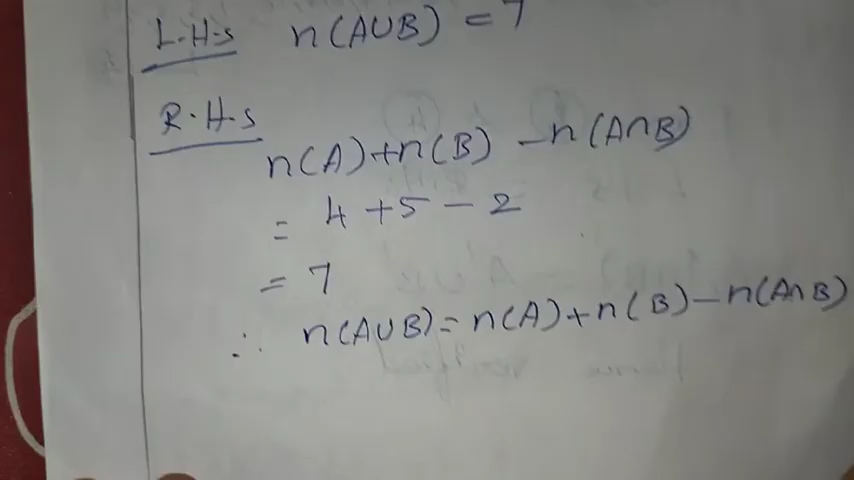 L.H.S n(A∪B) = 7
R.H.S
n(A)+n(B) -n(A∩B)
= 4 +5 - 2
= 7
∴ n(A∪B)= n(A)+n(B)-n(A∩B)